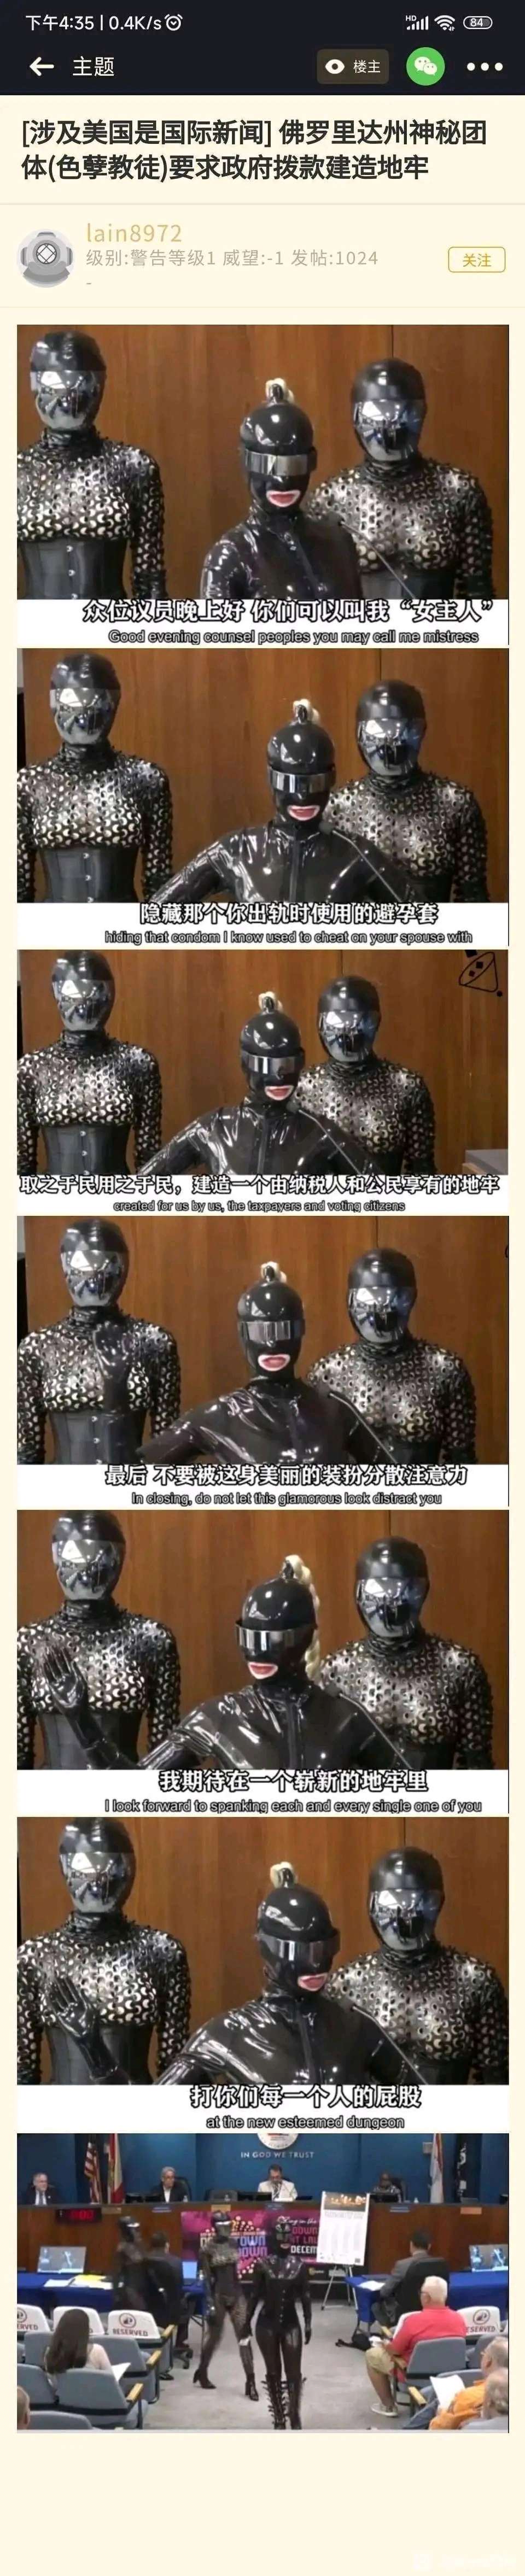 下午4:35 | 0.4K/s
HD
84
主题
楼主
[涉及美国是国际新闻] 佛罗里达州神秘团
体(色孽教徒)要求政府拨款建造地牢
lain8972
级别:警告等级1 威望:-1 发帖:1024
-
关注
众位议员晚上好 你们可以叫我 “女主人”
Good evening counsel peoples you may call me mistress
隐藏那个你出轨时使用的避孕套
hiding that condom I know used to cheat on your spouse with
取之于民用之于民，建造一个由纳税人和公民享有的地牢
created for us by us, the taxpayers and voting citizens
最后 不要被这身美丽的装扮分散注意力
In closing, do not let this glamorous look distract you
我期待在一个崭新的地牢里
I look forward to spanking each and every single one of you
打你们每一个人的屁股
at the new esteemed dungeon
IN GOD WE TRUST
DECEM
RESERVED